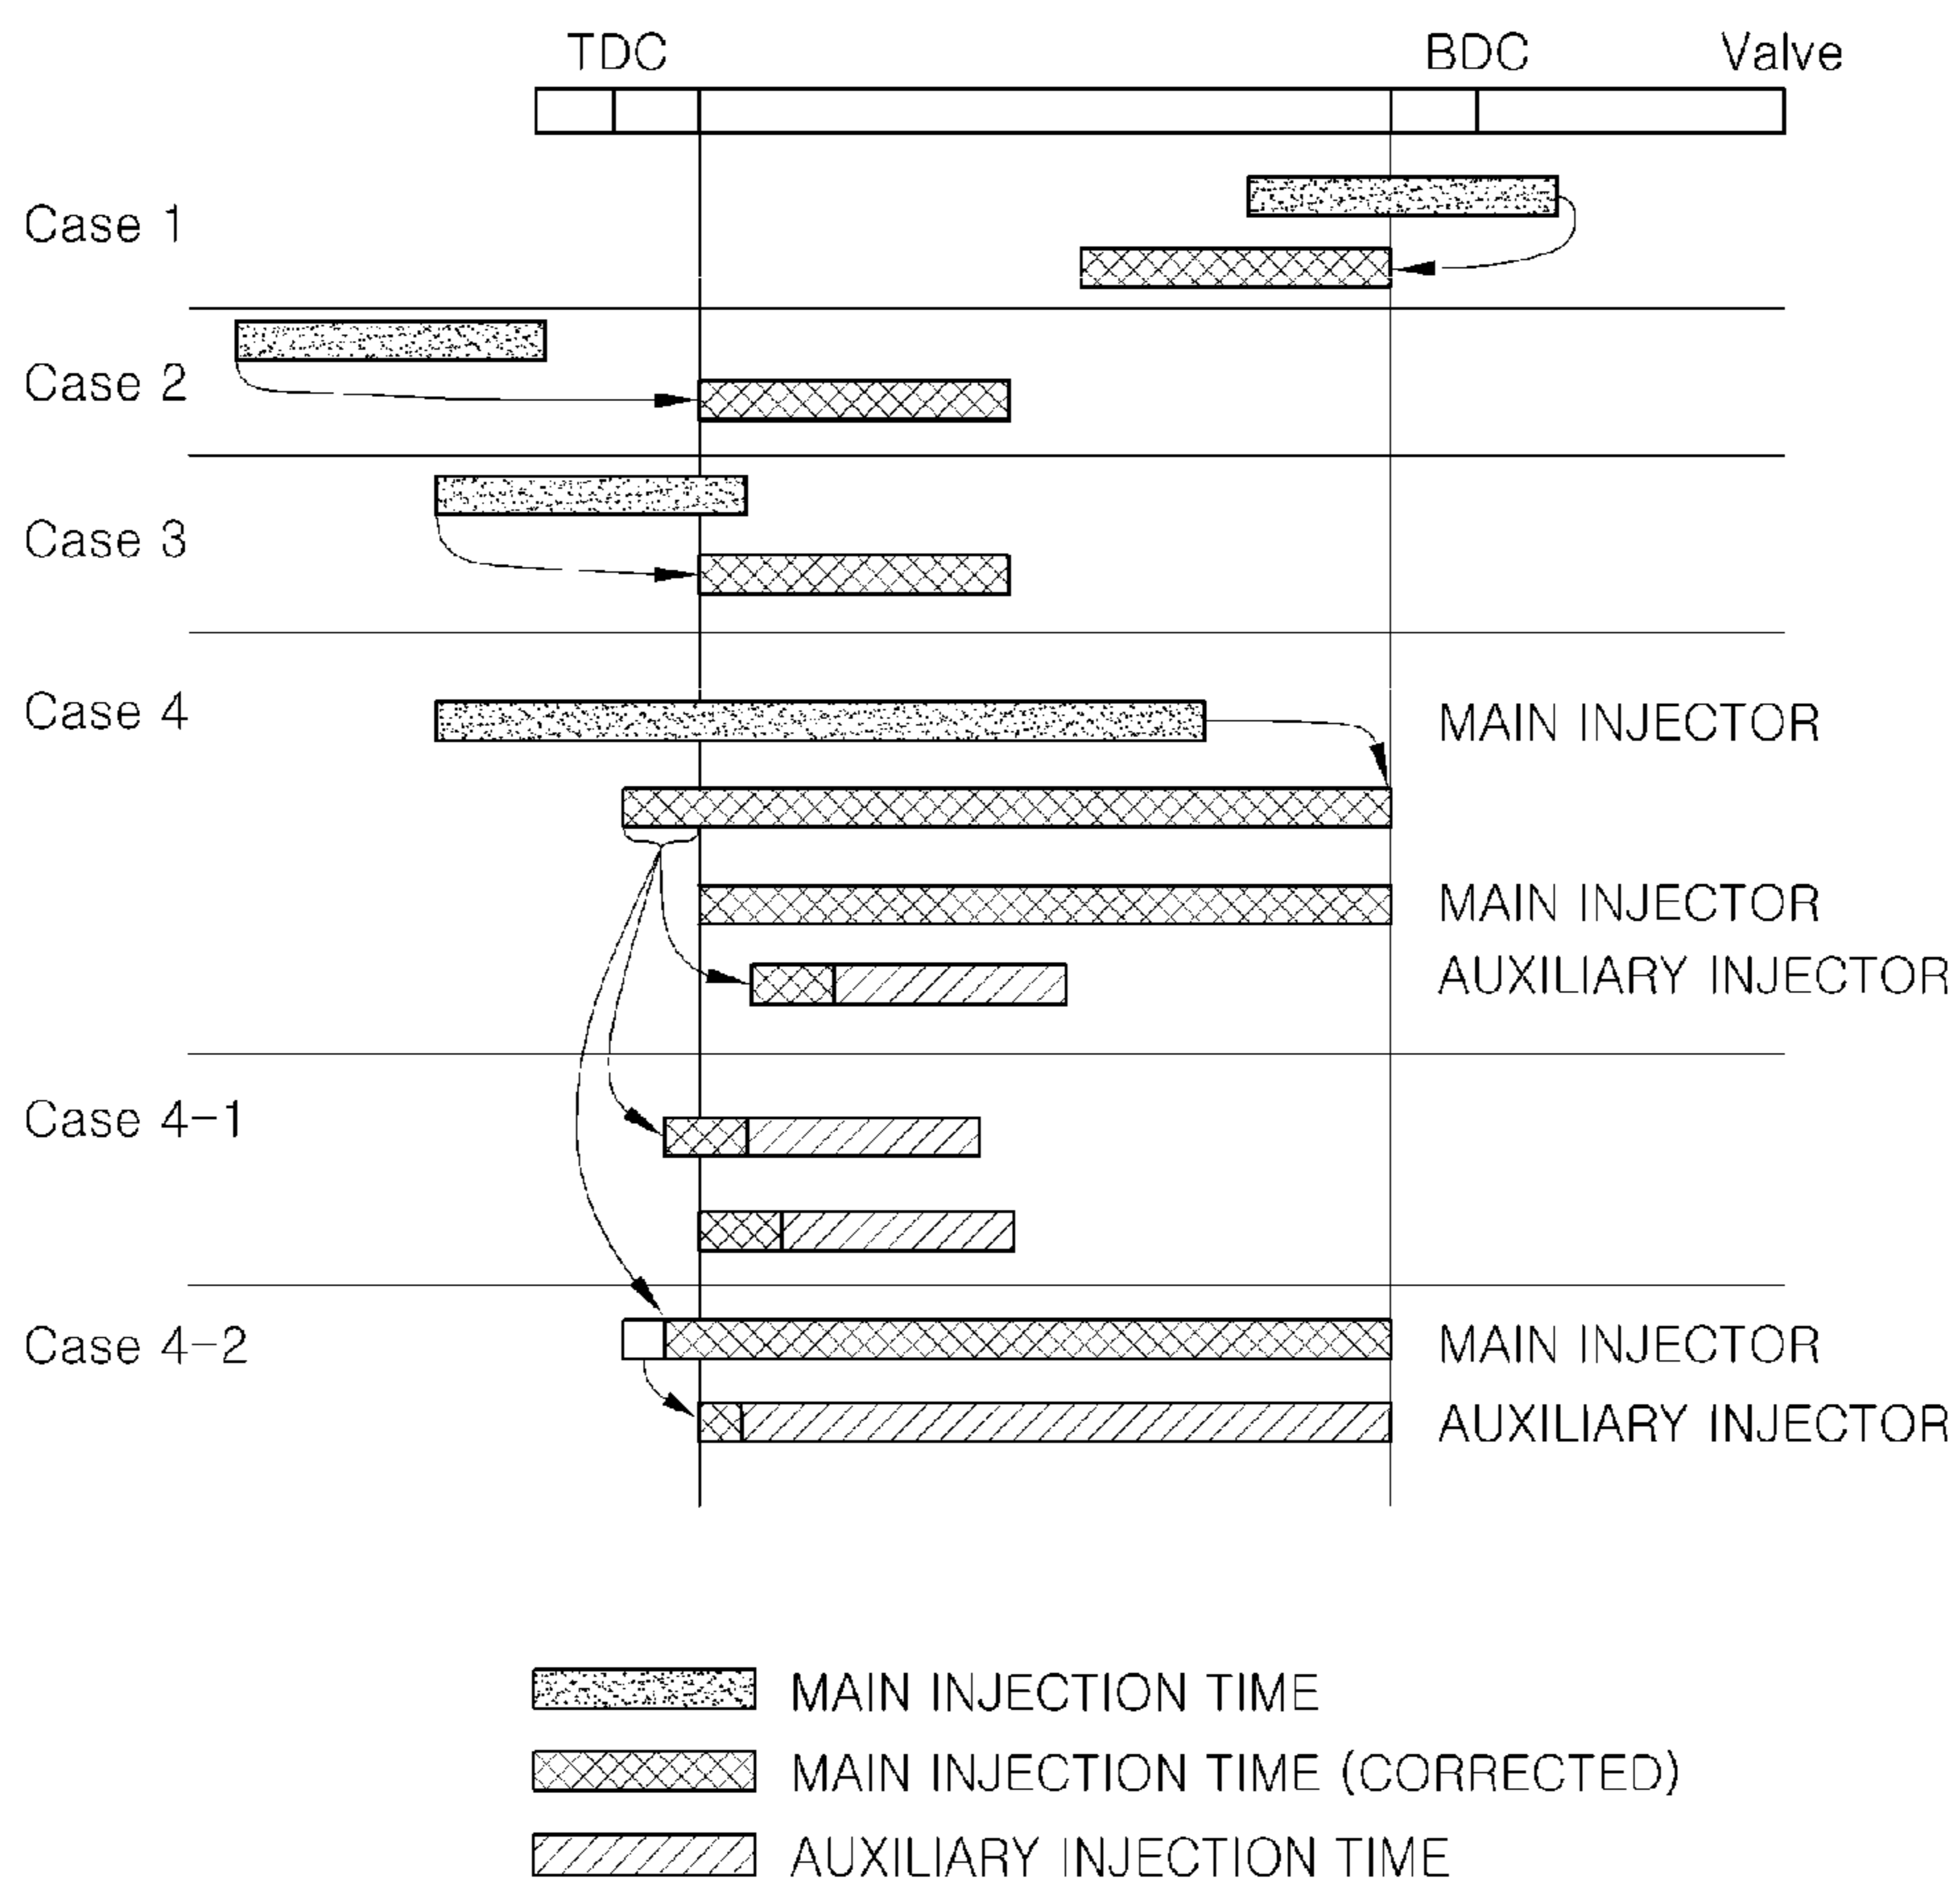 TDC BDC Valve
Case 1
Case 2
Case 3
Case 4 MAIN INJECTOR
MAIN INJECTOR
AUXILIARY INJECTOR
Case 4-1
Case 4-2 MAIN INJECTOR
AUXILIARY INJECTOR
MAIN INJECTION TIME
MAIN INJECTION TIME (CORRECTED)
AUXILIARY INJECTION TIME